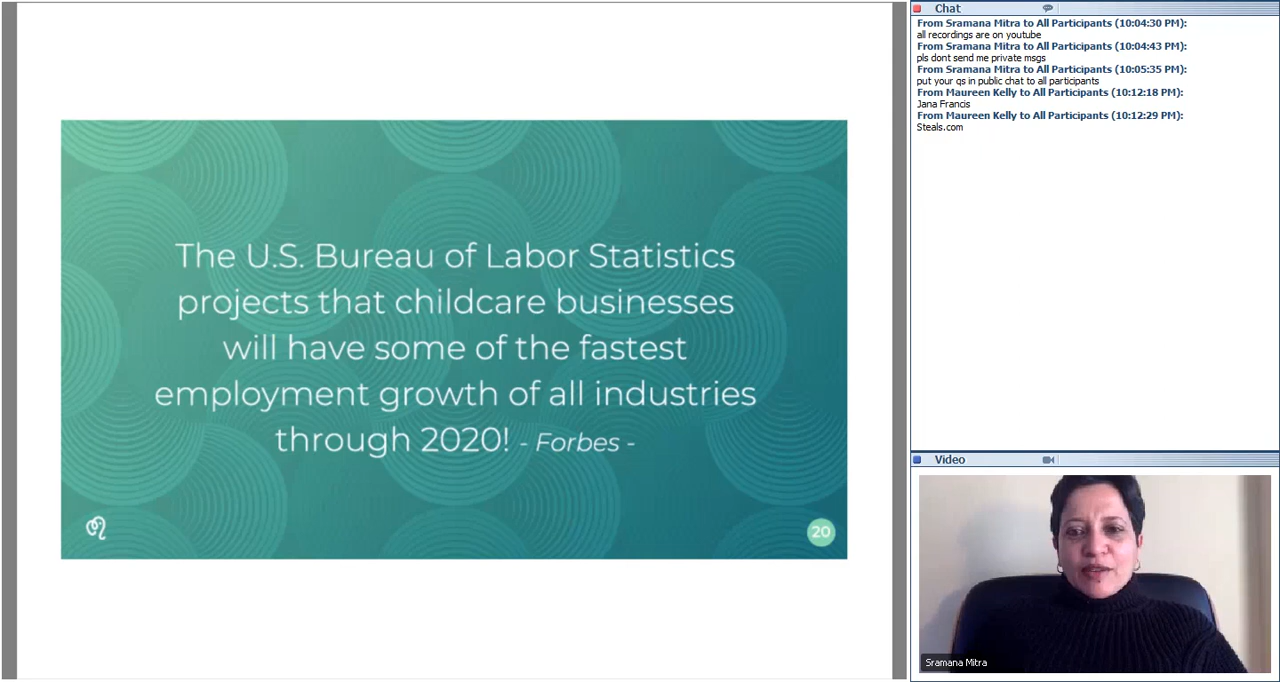 The U.S. Bureau of Labor Statistics
projects that childcare businesses
will have some of the fastest
employment growth of all industries
through 2020! - Forbes -
20
Chat
From Sramana Mitra to All Participants (10:04:30 PM):
all recordings are on youtube
From Sramana Mitra to All Participants (10:04:43 PM):
pls dont send me private msgs
From Sramana Mitra to All Participants (10:05:35 PM):
put your qs in public chat to all participants
From Maureen Kelly to All Participants (10:12:18 PM):
Jana Francis
From Maureen Kelly to All Participants (10:12:29 PM):
Steals.com
Video
Sramana Mitra